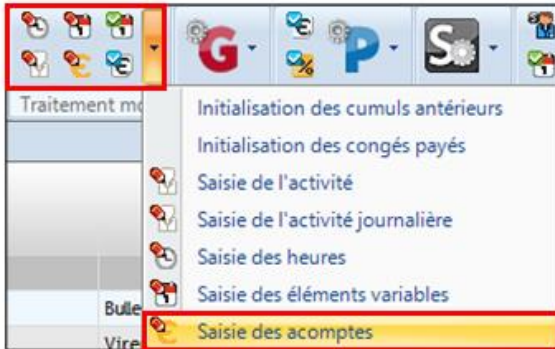 G P S
Traitement mo
Initialisation des cumuls antérieurs
Initialisation des congés payés
Saisie de l'activité
Saisie de l'activité journalière
Saisie des heures
Saisie des éléments variables
Bulle
Saisie des acomptes
Vire